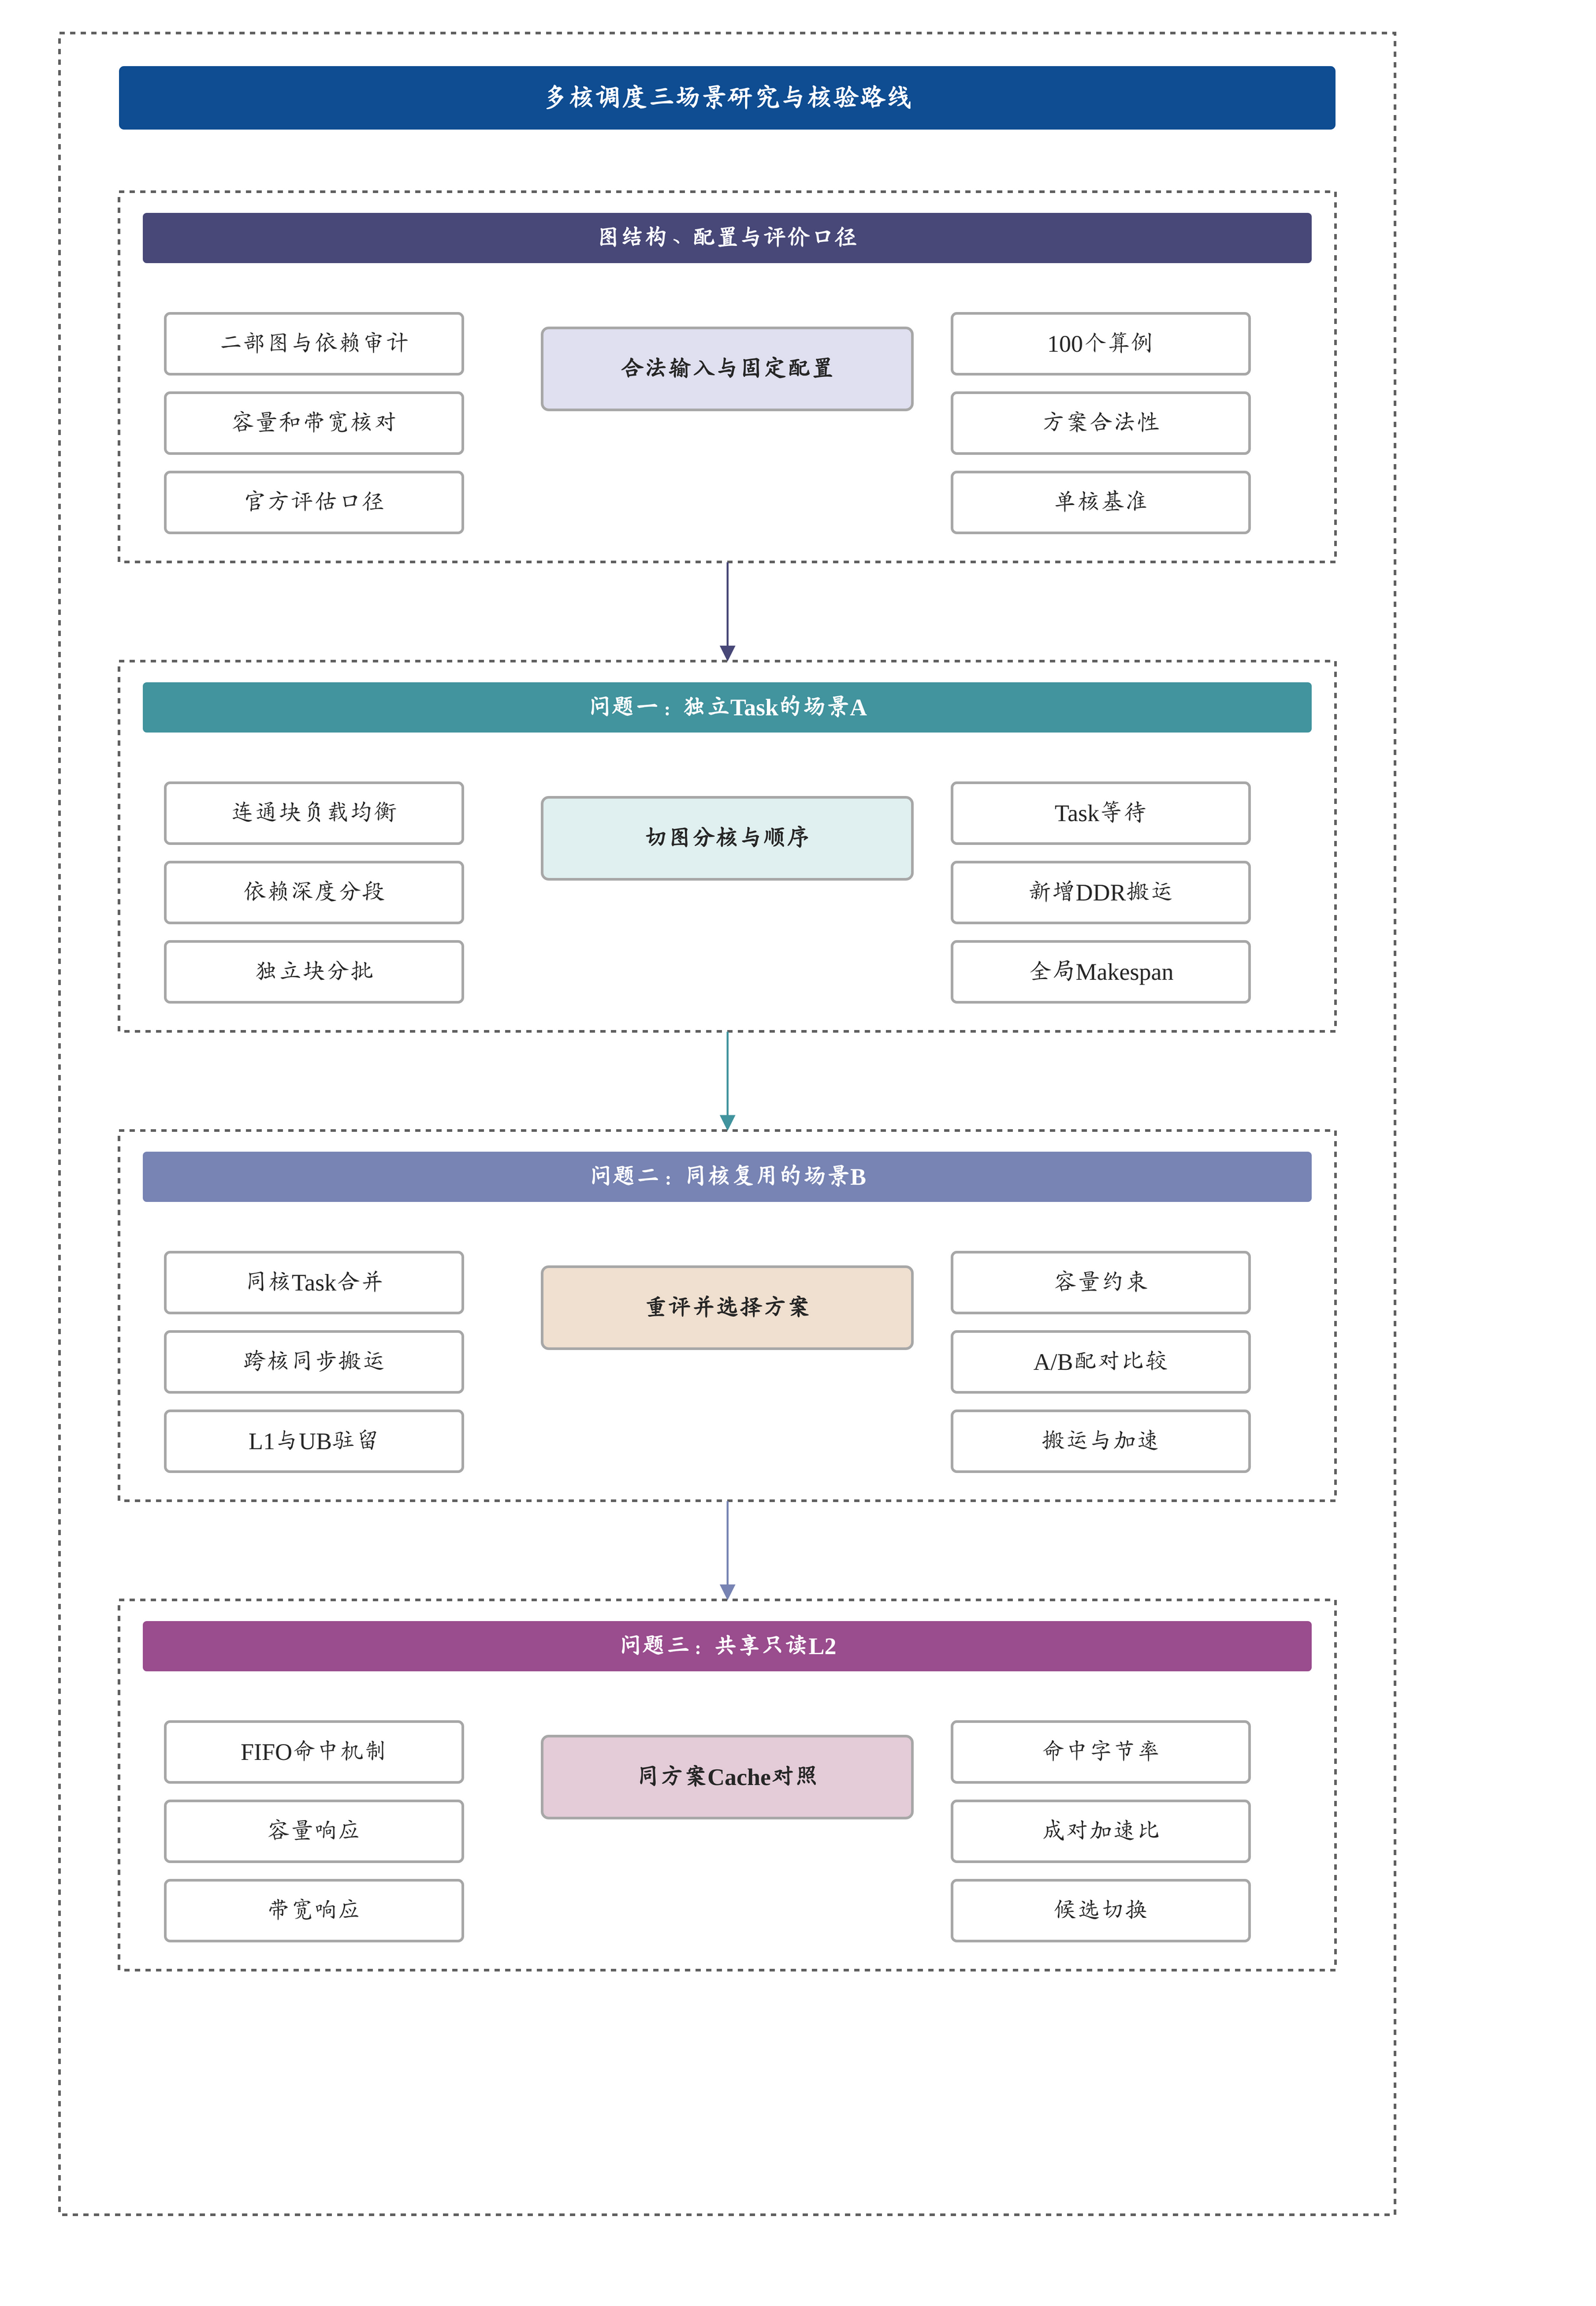 多核调度三场景研究与核验路线
图结构、配置与评价口径
二部图与依赖审计
容量和带宽核对
官方评估口径
合法输入与固定配置
100个算例
方案合法性
单核基准
问题一：独立Task的场景A
连通块负载均衡
依赖深度分段
独立块分批
切图分核与顺序
Task等待
新增DDR搬运
全局Makespan
问题二：同核复用的场景B
同核Task合并
跨核同步搬运
L1与UB驻留
重评并选择方案
容量约束
A/B配对比较
搬运与加速
问题三：共享只读L2
FIFO命中机制
容量响应
带宽响应
同方案Cache对照
命中字节率
成对加速比
候选切换